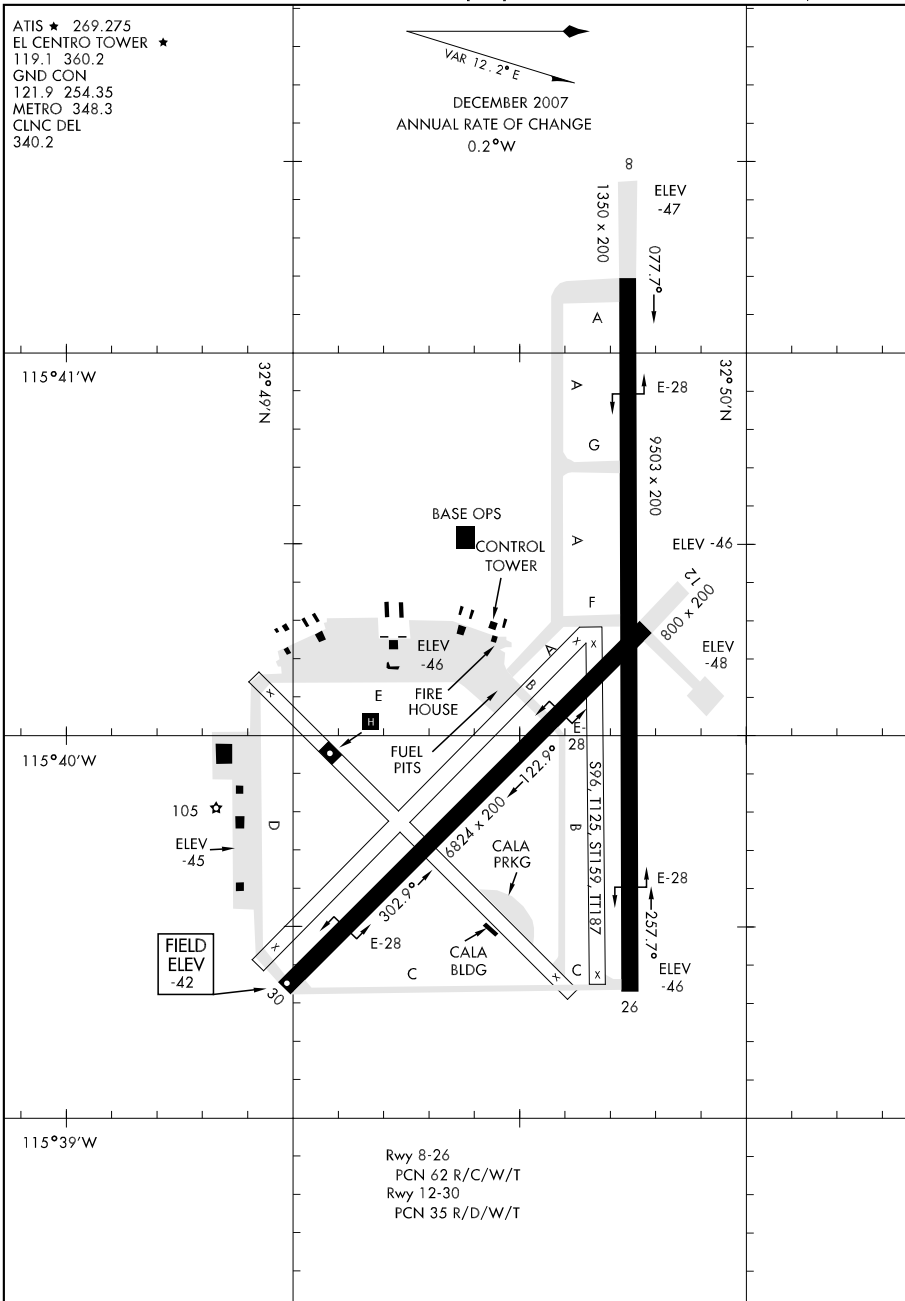 ATIS ★ 269.275
EL CENTRO TOWER ★
119.1 360.2
GND CON
121.9 254.35
METRO 348.3
CLNC DEL
340.2
VAR 12.2° E
DECEMBER 2007
ANNUAL RATE OF CHANGE
0.2°W
8
ELEV
-47
1350 x 200
077.7°
A
115°41'W
32° 49'N
32° 50'N
A
E-28
G
9503 x 200
BASE OPS
CONTROL
TOWER
A
ELEV -46
12
800 x 200
F
ELEV
-46
A
ELEV
-48
B
E
FIRE
HOUSE
H
E-
28
FUEL
PITS
115°40'W
122.9°
S96, T125, ST159, TT187
105
D
6824 x 200
B
ELEV
-45
CALA
PRKG
302.9°
E-28
257.7°
FIELD
ELEV
-42
E-28
CALA
BLDG
C
C
ELEV
-46
30
26
X
X
X
X
X
X
115°39'W
Rwy 8-26
PCN 62 R/C/W/T
Rwy 12-30
PCN 35 R/D/W/T